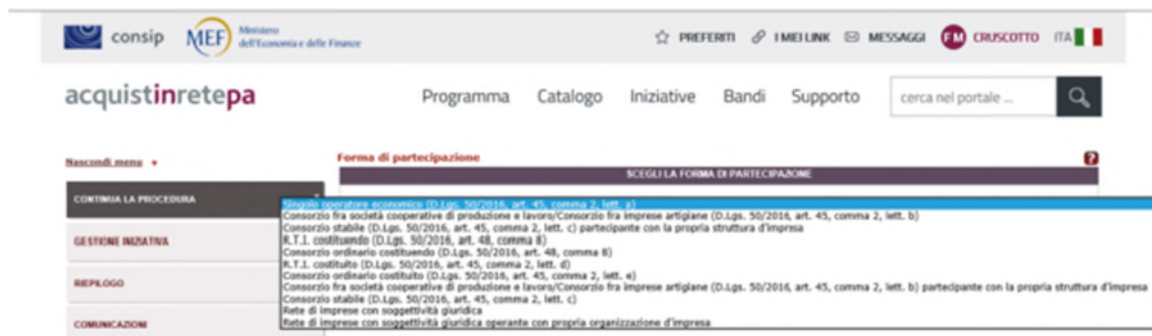 consip MEF Ministero dell'Economia e delle Finanze PREFERITI I MEI LINK MESSAGGI FM CRUSCOTTO ITA
acquistinretepa Programma Catalogo Iniziative Bandi Supporto cerca nel portale ...
Nascondi menu Forma di partecipazione ?
SCEGLI LA FORMA DI PARTECIPAZIONE
CONTINUA LA PROCEDURA
Singolo operatore economico (D.Lgs. 50/2016, art. 45, comma 2, lett. a)
Consorzio fra società cooperative di produzione e lavoro/Consorzio fra imprese artigiane (D.Lgs. 50/2016, art. 45, comma 2, lett. b)
Consorzio stabile (D.Lgs. 50/2016, art. 45, comma 2, lett. c) partecipante con la propria struttura d'impresa
R.T.I. costituendo (D.Lgs. 50/2016, art. 48, comma 8)
Consorzio ordinario costituendo (D.Lgs. 50/2016, art. 48, comma 8)
R.T.I. costituito (D.Lgs. 50/2016, art. 45, comma 2, lett. d)
Consorzio ordinario costituito (D.Lgs. 50/2016, art. 45, comma 2, lett. e)
Consorzio fra società cooperative di produzione e lavoro/Consorzio fra imprese artigiane (D.Lgs. 50/2016, art. 45, comma 2, lett. b) partecipante con la propria struttura d'impresa
Consorzio stabile (D.Lgs. 50/2016, art. 45, comma 2, lett. c)
Rete di imprese con soggettività giuridica
Rete di imprese con soggettività giuridica operante con propria organizzazione d'impresa
GESTIONE INIZIATIVA
RIEPILOGO
COMUNICAZIONI